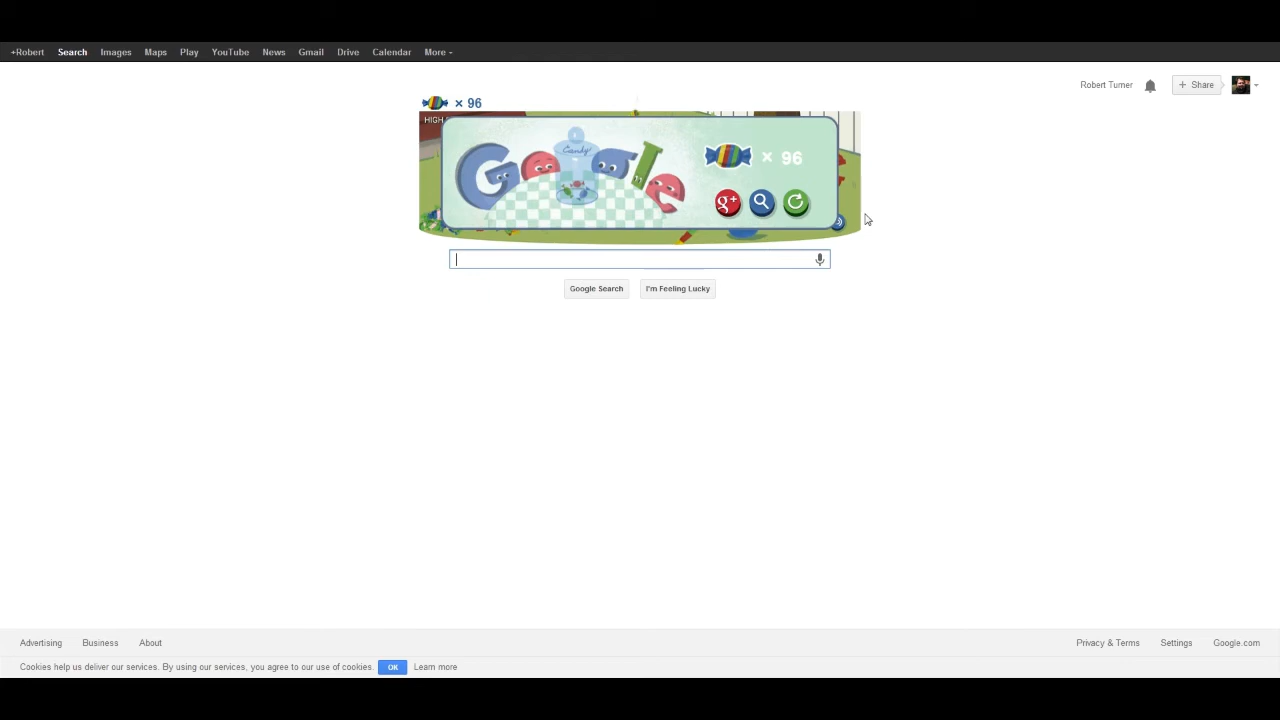 +Robert Search Images Maps Play YouTube News Gmail Drive Calendar More
Robert Turner
+ Share
× 96
HIGH
Google
Candy
× 96
g+
Google Search
I'm Feeling Lucky
Advertising Business About
Privacy & Terms Settings Google.com
Cookies help us deliver our services. By using our services, you agree to our use of cookies. OK Learn more